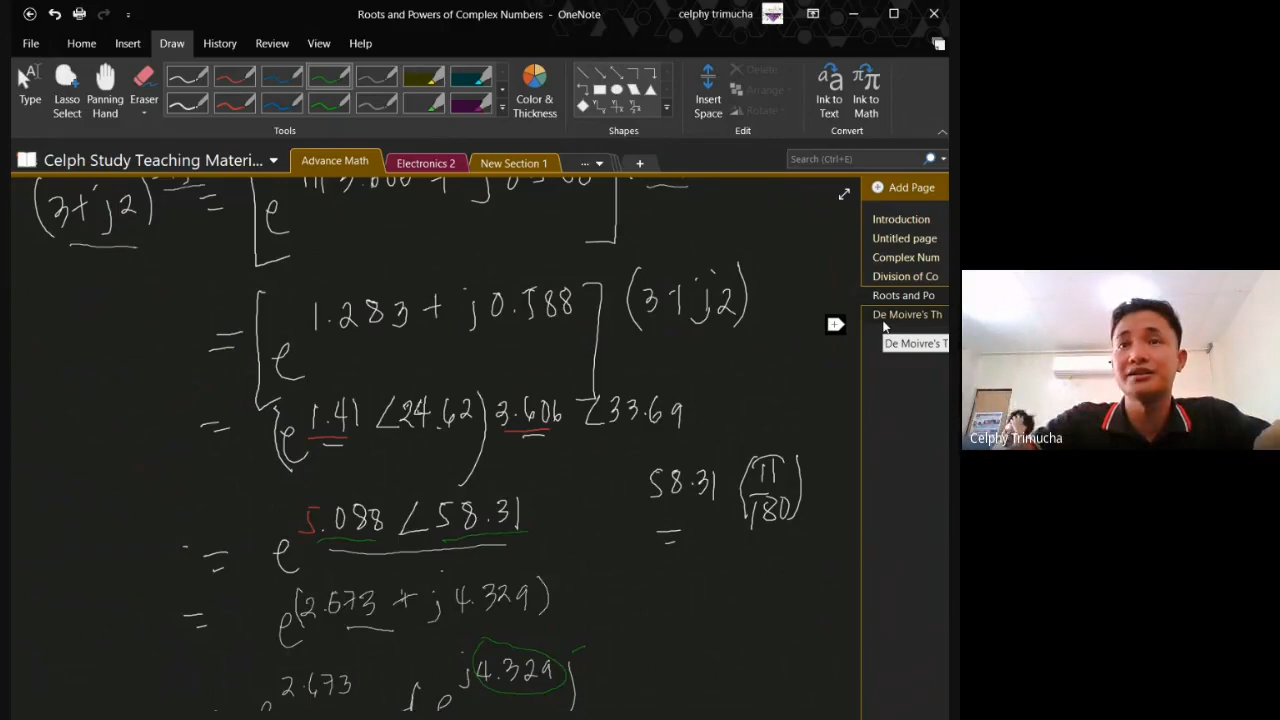 Roots and Powers of Complex Numbers - OneNote
celphy trimucha
File Home Insert Draw History Review View Help
Type
Lasso Select
Panning Hand
Eraser
Color & Thickness
Insert Space
Delete
Arrange
Rotate
Ink to Text
Ink to Math
Tools
Shapes
Edit
Convert
Celph Study Teaching Materi...
Advance Math
Electronics 2
New Section 1
...
+
Search (Ctrl+E)
Add Page
Introduction
Untitled page
Complex Num
Division of Co
Roots and Po
De Moivre's Th
De Moivre's T
(3+j2) = [e
= [e 1.283 + j0.588] (3+j2)
= (e 1.41 ∠24.62) 3.606 ∠33.69
58.31 (π/180)
=
= e 5.088 ∠58.31
= e (2.673 + j4.329)
2.673 e j4.329
Celphy Trimucha